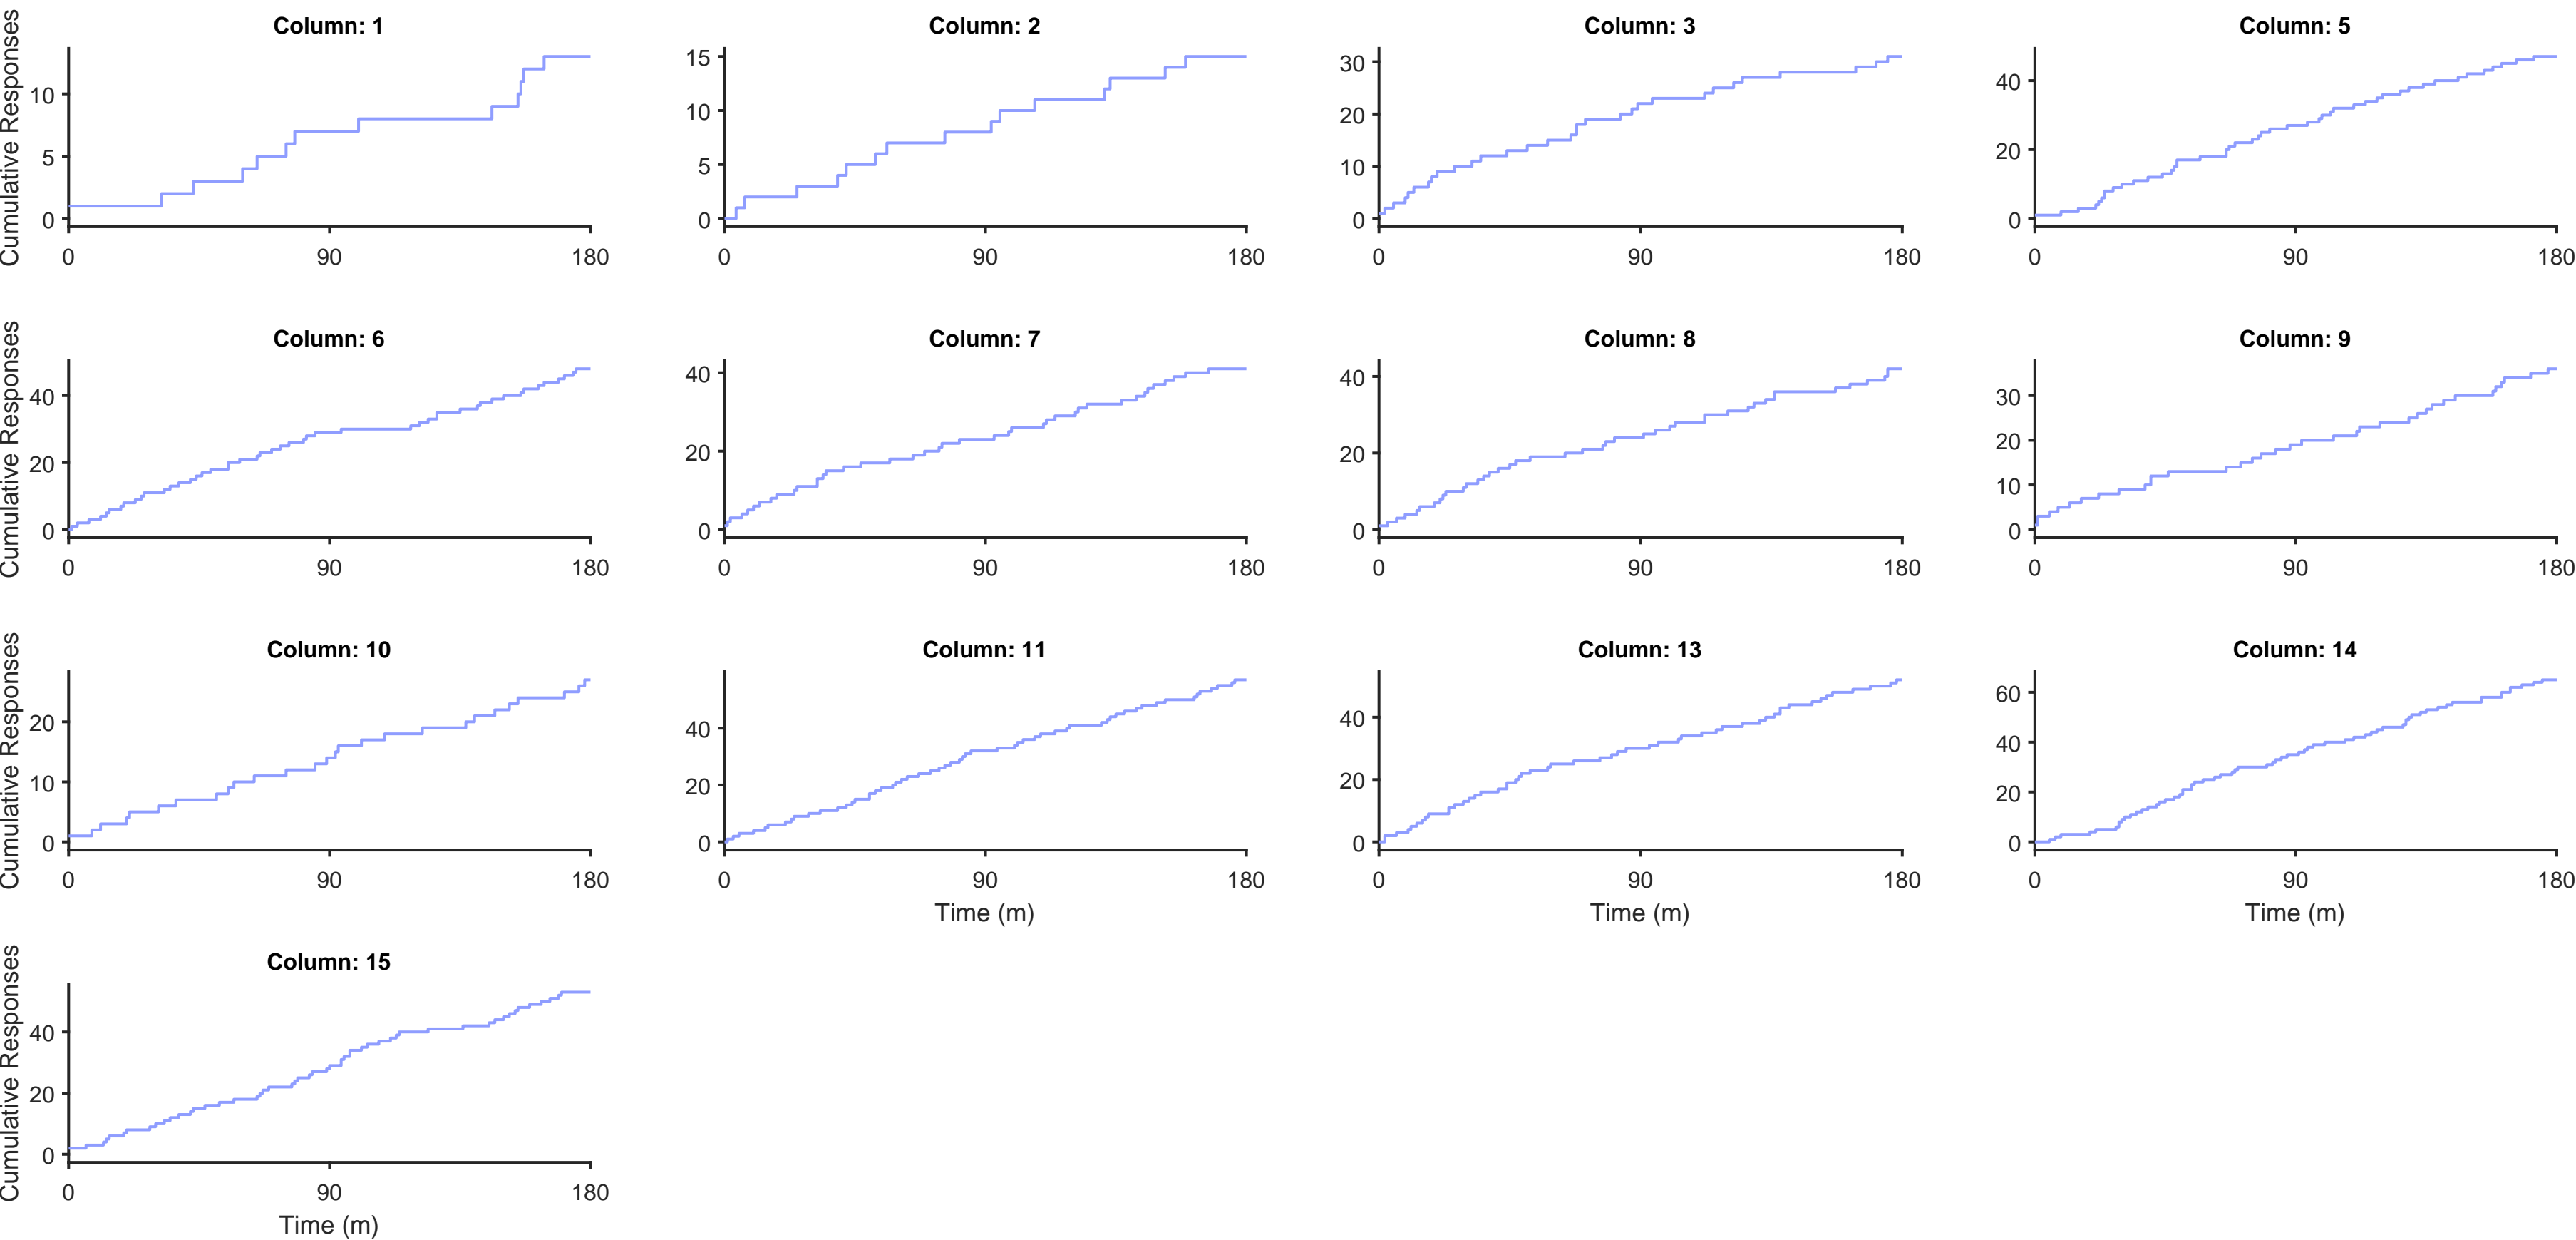 Column: 1
Cumulative Responses
10
5
0
0 90 180
Column: 2
15
10
5
0
0 90 180
Column: 3
30
20
10
0
0 90 180
Column: 5
40
20
0
0 90 180
Column: 6
Cumulative Responses
40
20
0
0 90 180
Column: 7
40
20
0
0 90 180
Column: 8
40
20
0
0 90 180
Column: 9
30
20
10
0
0 90 180
Column: 10
Cumulative Responses
20
10
0
0 90 180
Column: 11
40
20
0
0 90 180
Time (m)
Column: 13
40
20
0
0 90 180
Time (m)
Column: 14
60
40
20
0
0 90 180
Time (m)
Column: 15
Cumulative Responses
40
20
0
0 90 180
Time (m)